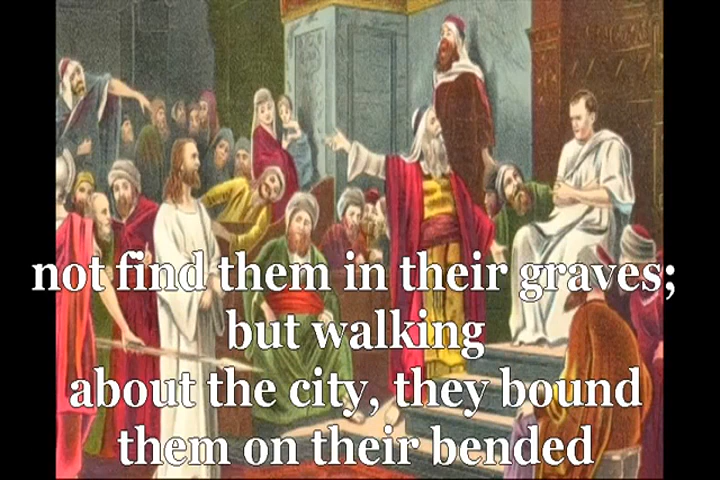 not find them in their graves;
but walking
about the city, they bound
them on their bended